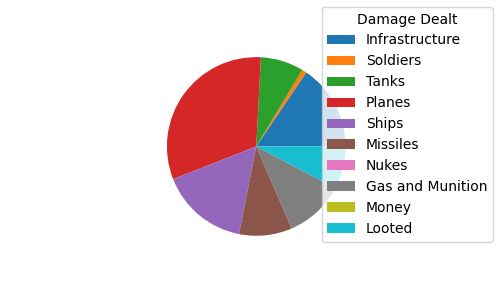 Damage Dealt
Infrastructure
Soldiers
Tanks
Planes
Ships
Missiles
Nukes
Gas and Munition
Money
Looted